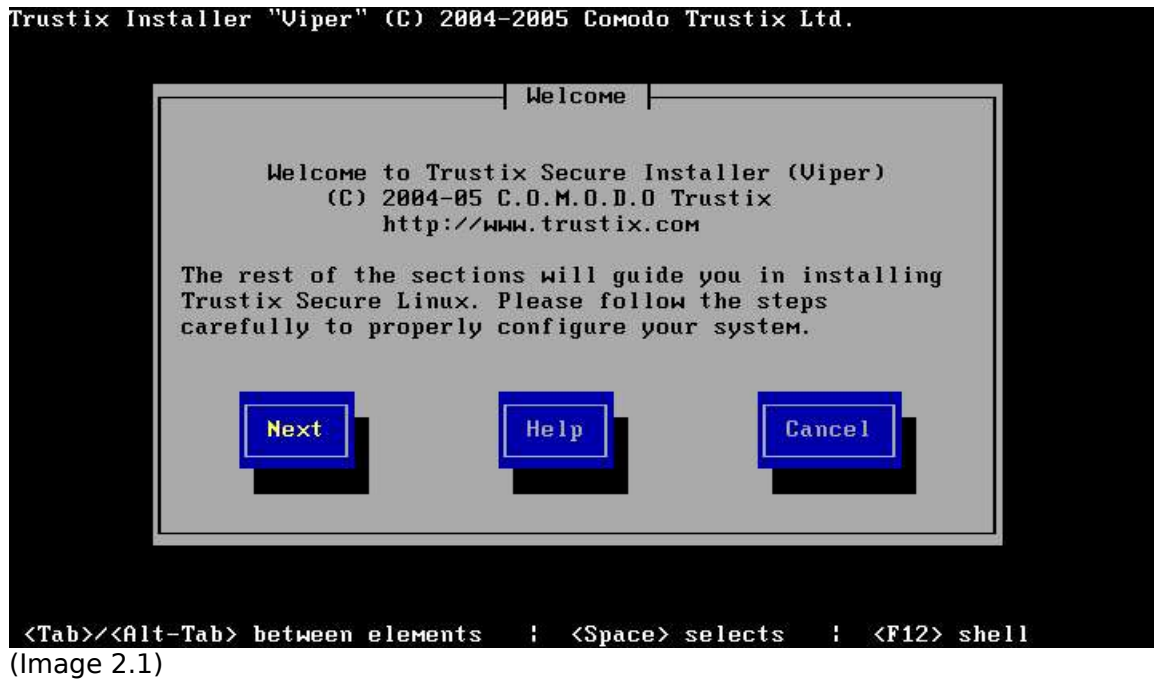 Trustix Installer "Viper" (C) 2004-2005 Comodo Trustix Ltd.
Welcome
Welcome to Trustix Secure Installer (Viper)
(C) 2004-05 C.O.M.O.D.O Trustix
http://www.trustix.com
The rest of the sections will guide you in installing
Trustix Secure Linux. Please follow the steps
carefully to properly configure your system.
Next Help Cancel
<Tab>/<Alt-Tab> between elements ¦ <Space> selects ¦ <F12> shell
(Image 2.1)